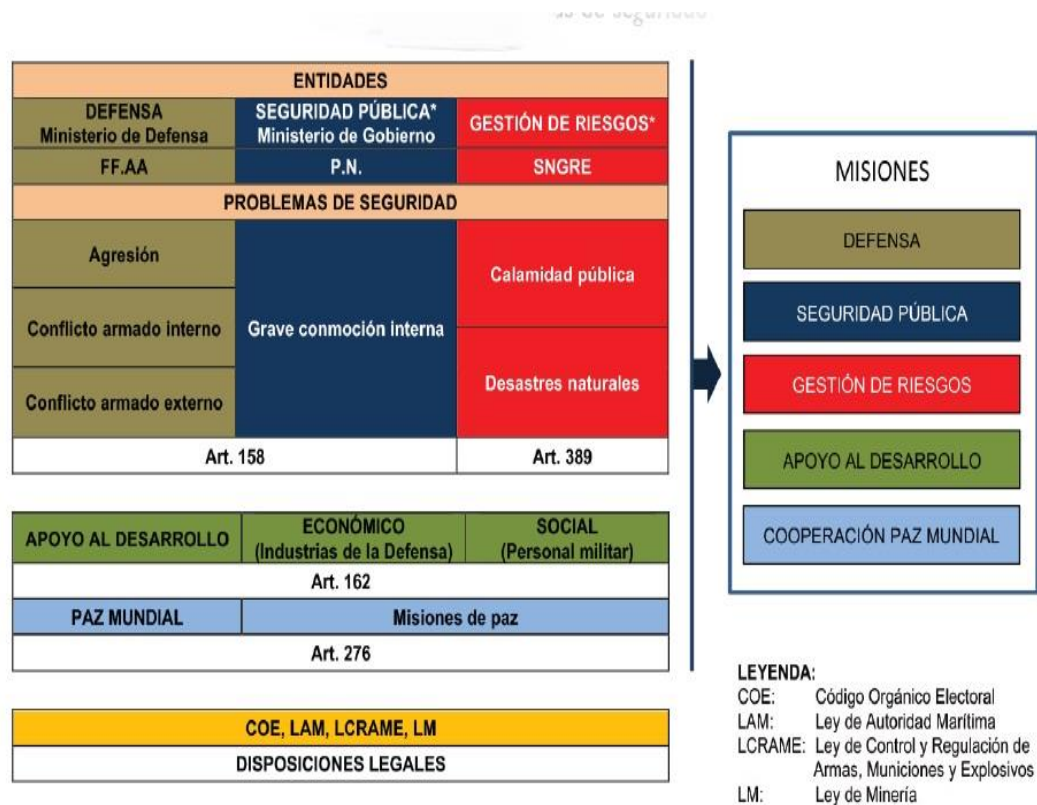 ENTIDADES
DEFENSA
Ministerio de Defensa
SEGURIDAD PÚBLICA*
Ministerio de Gobierno
GESTIÓN DE RIESGOS*
FF.AA
P.N.
SNGRE
PROBLEMAS DE SEGURIDAD
Agresión
Conflicto armado interno
Conflicto armado externo
Grave conmoción interna
Calamidad pública
Desastres naturales
Art. 158
Art. 389
APOYO AL DESARROLLO
ECONÓMICO
(Industrias de la Defensa)
SOCIAL
(Personal militar)
Art. 162
PAZ MUNDIAL
Misiones de paz
Art. 276
COE, LAM, LCRAME, LM
DISPOSICIONES LEGALES
MISIONES
DEFENSA
SEGURIDAD PÚBLICA
GESTIÓN DE RIESGOS
APOYO AL DESARROLLO
COOPERACIÓN PAZ MUNDIAL
LEYENDA:
COE: Código Orgánico Electoral
LAM: Ley de Autoridad Marítima
LCRAME: Ley de Control y Regulación de
Armas, Municiones y Explosivos
LM: Ley de Minería